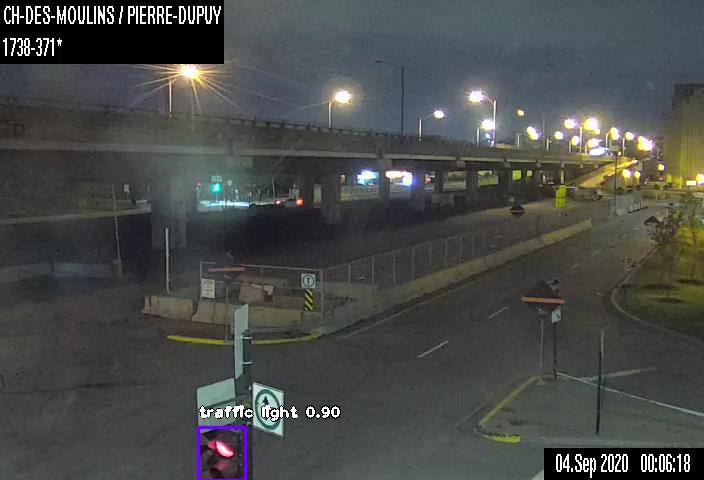 CH-DES-MOULINS / PIERRE-DUPUY
1738-371*
traffic light 0.90
04.Sep 2020 00:06:18